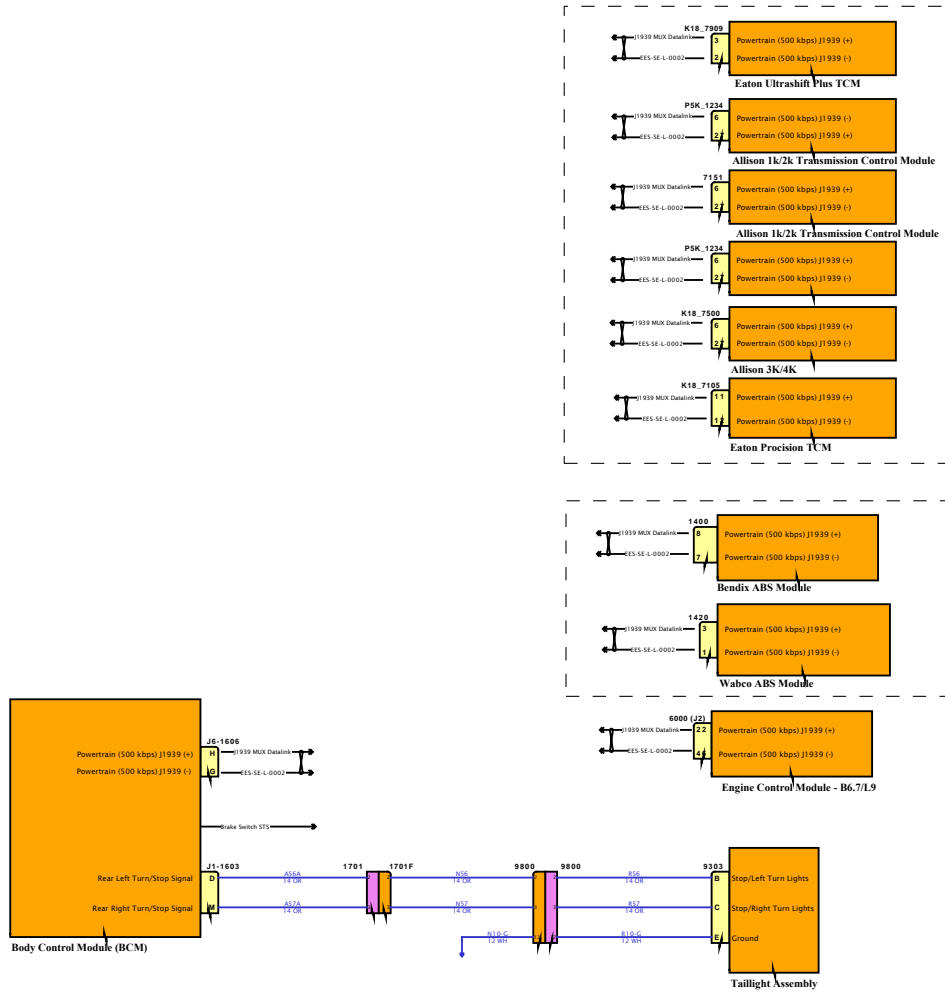 K18_7909
J1939 MUX Datalink
EES-SE-L-0002
3
2
Powertrain (500 kbps) J1939 (+)
Powertrain (500 kbps) J1939 (-)
Eaton Ultrashift Plus TCM
P5K_1234
J1939 MUX Datalink
EES-SE-L-0002
6
Powertrain (500 kbps) J1939 (-)
Powertrain (500 kbps) J1939 (+)
Allison 1k/2k Transmission Control Module
7151
J1939 MUX Datalink
EES-SE-L-0002
6
Powertrain (500 kbps) J1939 (+)
Powertrain (500 kbps) J1939 (-)
Allison 1k/2k Transmission Control Module
P5K_1234
J1939 MUX Datalink
EES-SE-L-0002
6
Powertrain (500 kbps) J1939 (+)
Powertrain (500 kbps) J1939 (-)
K18_7500
J1939 MUX Datalink
EES-SE-L-0002
6
Powertrain (500 kbps) J1939 (+)
Powertrain (500 kbps) J1939 (-)
Allison 3K/4K
K18_7105
J1939 MUX Datalink
EES-SE-L-0002
11
Powertrain (500 kbps) J1939 (+)
Powertrain (500 kbps) J1939 (-)
Eaton Procision TCM
1400
J1939 MUX Datalink
EES-SE-L-0002
8
7
Powertrain (500 kbps) J1939 (+)
Powertrain (500 kbps) J1939 (-)
Bendix ABS Module
1420
J1939 MUX Datalink
EES-SE-L-0002
3
1
Powertrain (500 kbps) J1939 (+)
Powertrain (500 kbps) J1939 (-)
Wabco ABS Module
6000 (J2)
J1939 MUX Datalink
EES-SE-L-0002
22
Powertrain (500 kbps) J1939 (+)
Powertrain (500 kbps) J1939 (-)
Engine Control Module - B6.7/L9
J6-1606
Powertrain (500 kbps) J1939 (+)
H
J1939 MUX Datalink
Powertrain (500 kbps) J1939 (-)
G
EES-SE-L-0002
Brake Switch STS
J1-1603
1701
1701F
9800
9800
9303
Rear Left Turn/Stop Signal
D
A56A
14 OR
N56
14 OR
R56
14 OR
B
Stop/Left Turn Lights
Rear Right Turn/Stop Signal
M
A57A
14 OR
N57
14 OR
R57
14 OR
C
Stop/Right Turn Lights
N10-G
12 WH
R10-G
12 WH
E
Ground
Body Control Module (BCM)
Taillight Assembly